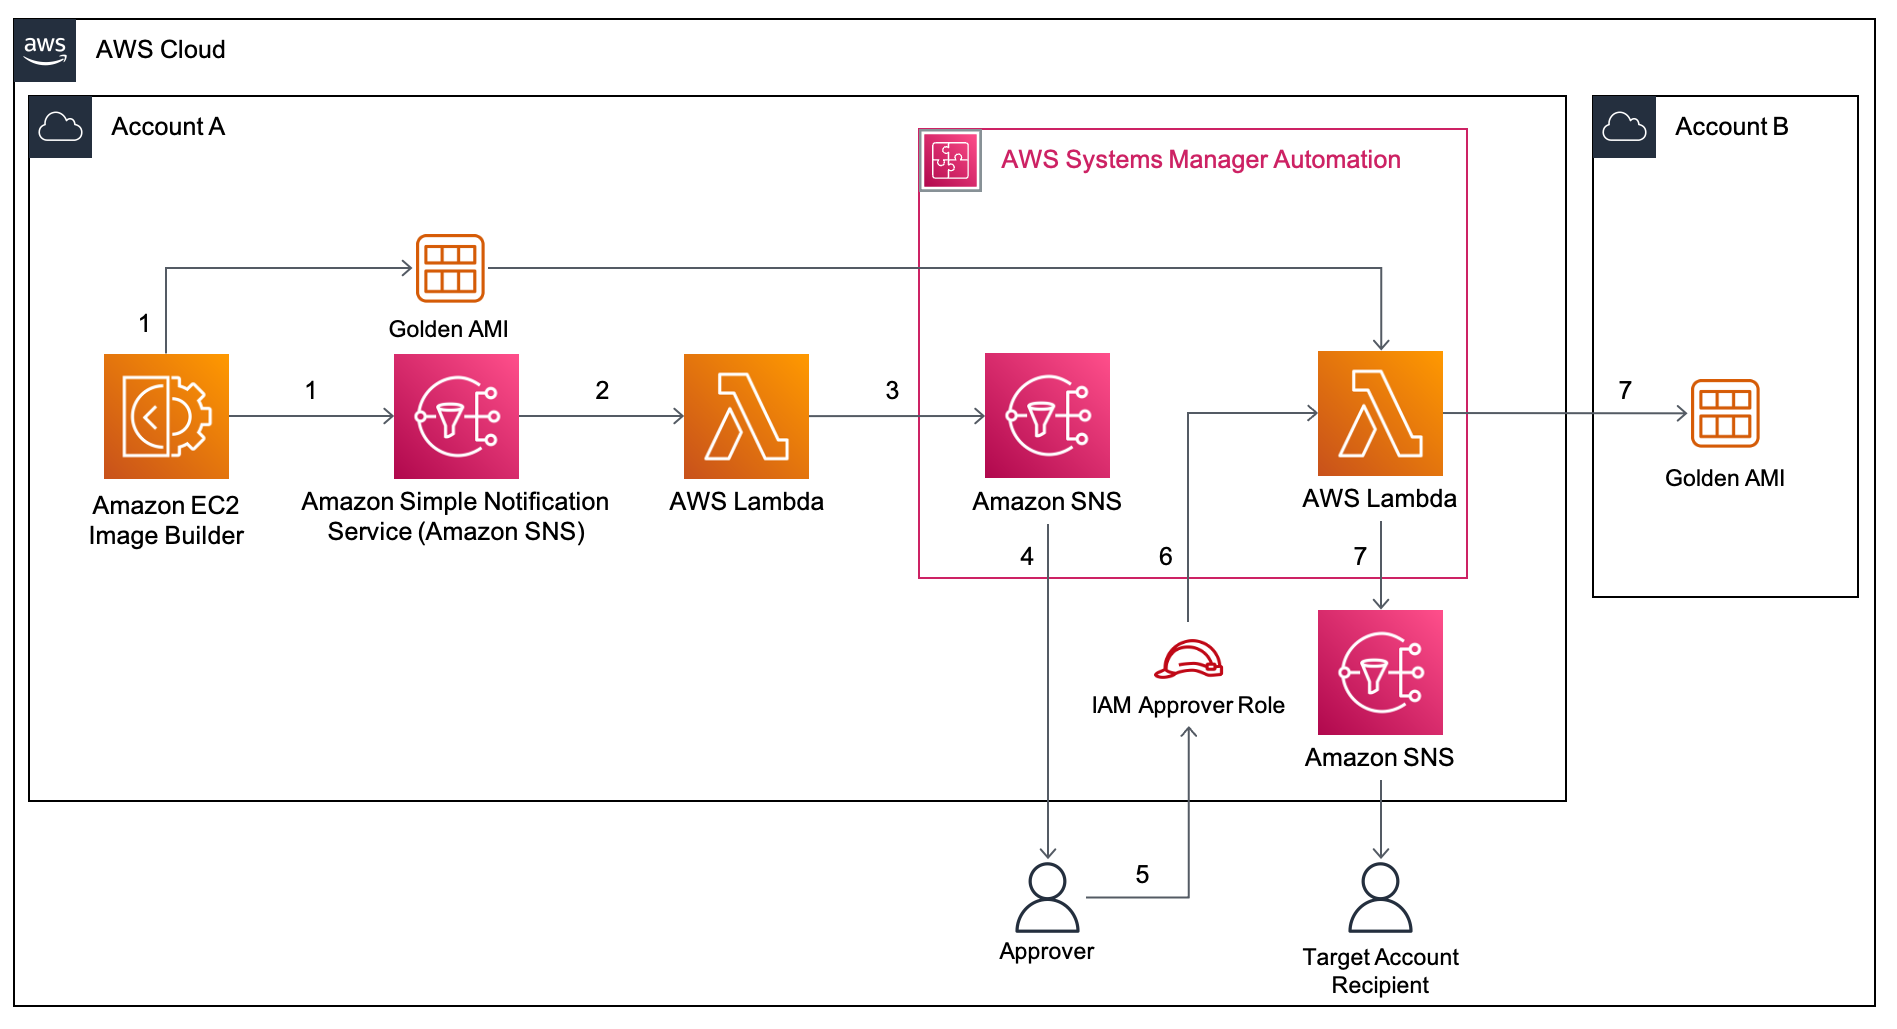 aws
AWS Cloud
Account A
Account B
AWS Systems Manager Automation
1
Golden AMI
1
2
3
7
Amazon EC2
Image Builder
Amazon Simple Notification
Service (Amazon SNS)
AWS Lambda
Amazon SNS
AWS Lambda
Golden AMI
4
6
7
IAM Approver Role
Amazon SNS
5
Approver
Target Account
Recipient